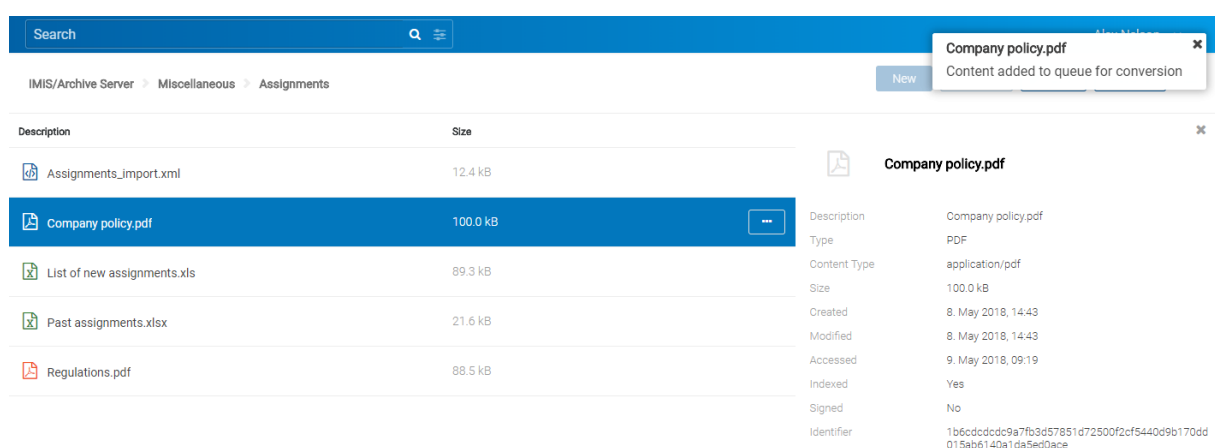 Search
Company policy.pdf
Content added to queue for conversion
IMiS/Archive Server > Miscellaneous > Assignments
New
Description Size
Assignments_import.xml 12.4 kB
Company policy.pdf 100.0 kB
List of new assignments.xls 89.3 kB
Past assignments.xlsx 21.6 kB
Regulations.pdf 88.5 kB
Company policy.pdf
Description Company policy.pdf
Type PDF
Content Type application/pdf
Size 100.0 kB
Created 8. May 2018, 14:43
Modified 8. May 2018, 14:43
Accessed 9. May 2018, 09:19
Indexed Yes
Signed No
Identifier 1b6cdcdcdc9a7fb3d57851d72500f2cf5440d9b170dd
015ab6140a1da5ed0ace